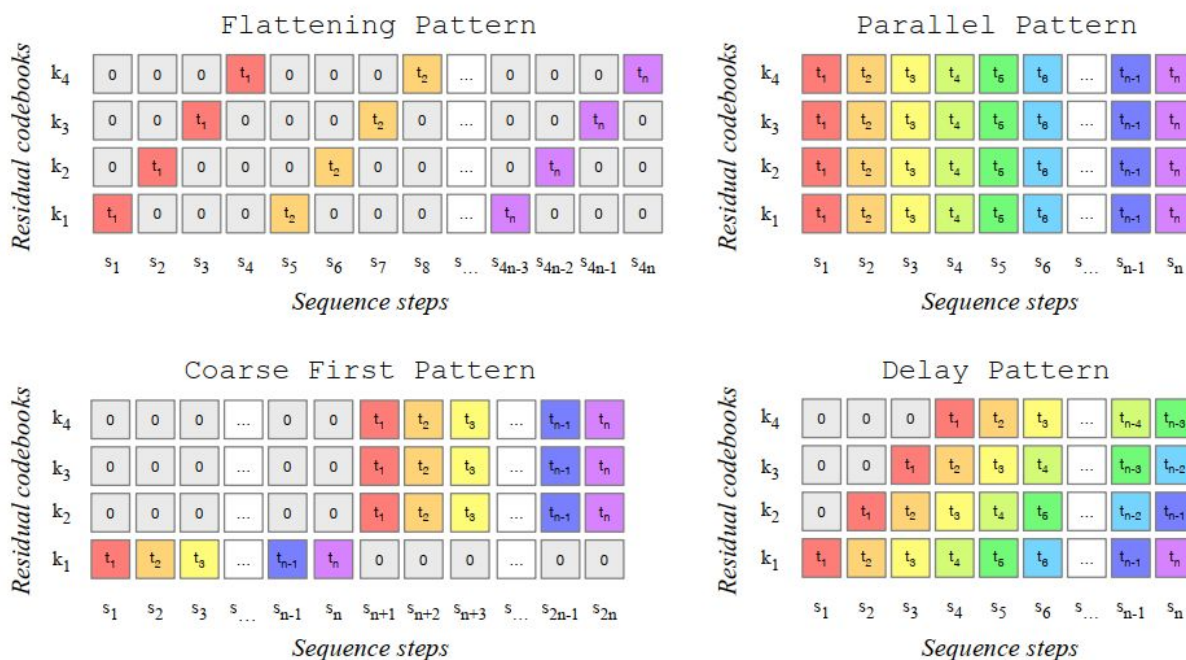 Flattening Pattern
Residual codebooks
k4 0 0 0 t1 0 0 0 t2 ... 0 0 0 tn
k3 0 0 t1 0 0 0 t2 0 ... 0 0 tn 0
k2 0 t1 0 0 0 t2 0 0 ... 0 tn 0 0
k1 t1 0 0 0 t2 0 0 0 ... tn 0 0 0
s1 s2 s3 s4 s5 s6 s7 s8 s... s4n-3 s4n-2 s4n-1 s4n
Sequence steps
Parallel Pattern
Residual codebooks
k4 t1 t2 t3 t4 t5 t6 ... tn-1 tn
k3 t1 t2 t3 t4 t5 t6 ... tn-1 tn
k2 t1 t2 t3 t4 t5 t6 ... tn-1 tn
k1 t1 t2 t3 t4 t5 t6 ... tn-1 tn
s1 s2 s3 s4 s5 s6 s... sn-1 sn
Sequence steps
Coarse First Pattern
Residual codebooks
k4 0 0 0 ... 0 0 t1 t2 t3 ... tn-1 tn
k3 0 0 0 ... 0 0 t1 t2 t3 ... tn-1 tn
k2 0 0 0 ... 0 0 t1 t2 t3 ... tn-1 tn
k1 t1 t2 t3 ... tn-1 tn 0 0 0 ... 0 0
s1 s2 s3 s... sn-1 sn sn+1 sn+2 sn+3 s... s2n-1 s2n
Sequence steps
Delay Pattern
Residual codebooks
k4 0 0 0 t1 t2 t3 ... tn-4 tn-3
k3 0 0 t1 t2 t3 t4 ... tn-3 tn-2
k2 0 t1 t2 t3 t4 t5 ... tn-2 tn-1
k1 t1 t2 t3 t4 t5 t6 ... tn-1 tn
s1 s2 s3 s4 s5 s6 s... sn-1 sn
Sequence steps